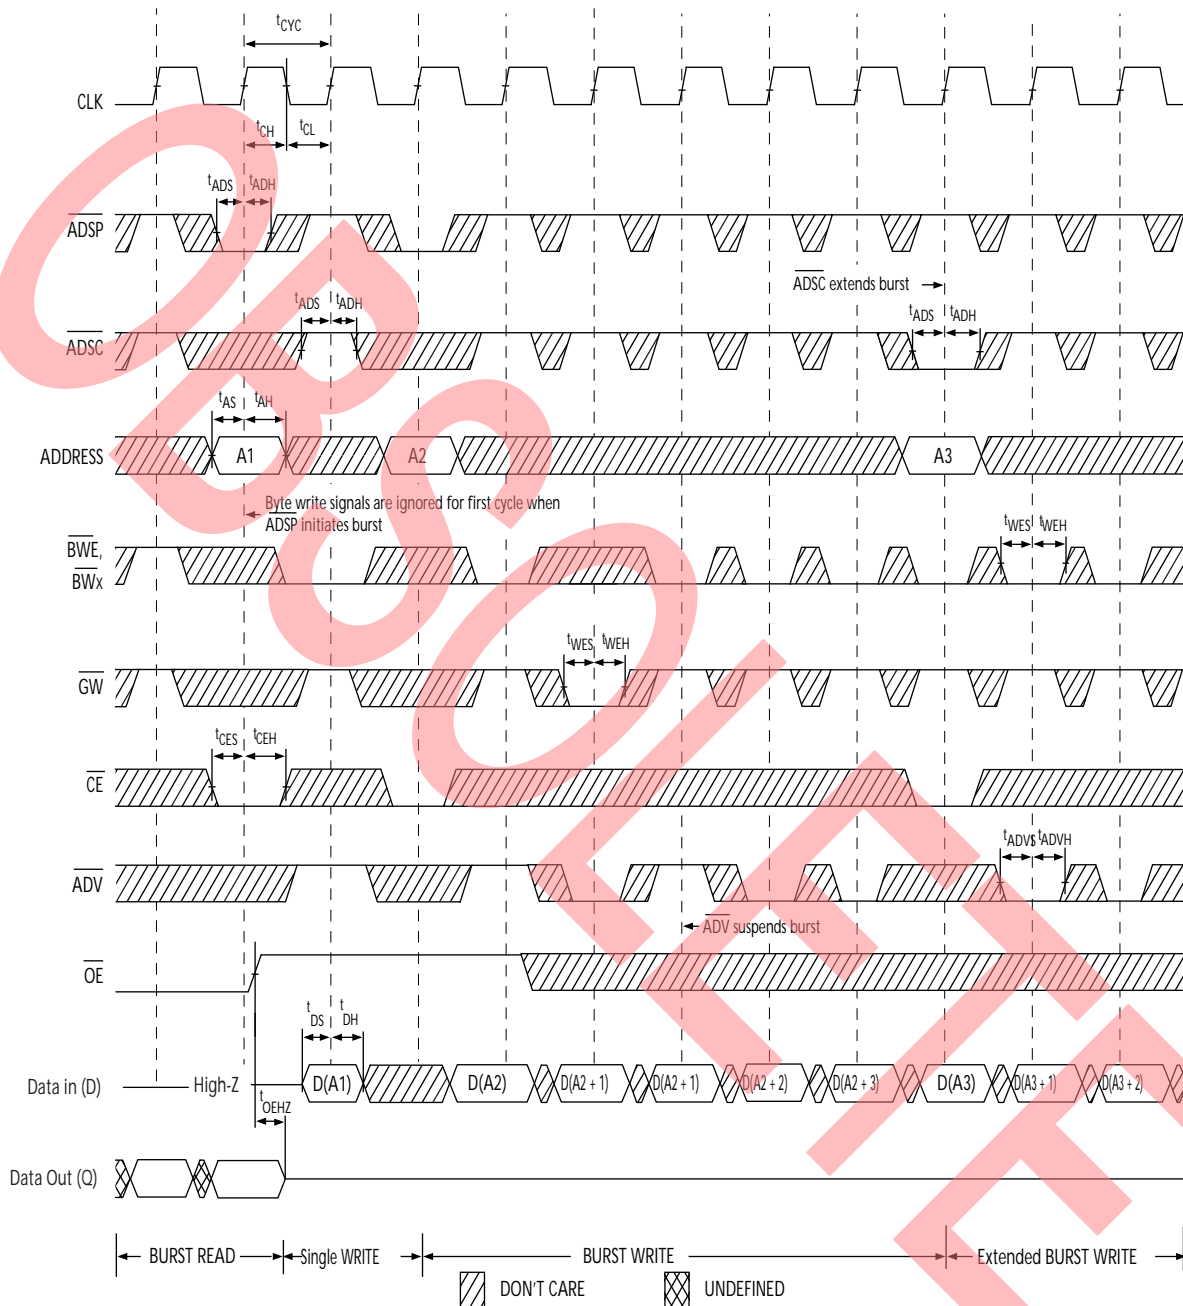 tCYC
CLK
tCH tCL
tADS tADH
ADSP
ADSC extends burst
tADS tADH
tADS tADH
ADSC
tAS tAH
ADDRESS
A1 A2 A3
Byte write signals are ignored for first cycle when
ADSP initiates burst
tWES tWEH
BWE,
BWx
tWES tWEH
GW
tCES tCEH
CE
tADVS tADVH
ADV
ADV suspends burst
OE
tDS tDH
Data in (D) High-Z D(A1) D(A2) D(A2 + 1) D(A2 + 1) D(A2 + 2) D(A2 + 3) D(A3) D(A3 + 1) D(A3 + 2)
tOEHZ
Data Out (Q)
BURST READ Single WRITE BURST WRITE Extended BURST WRITE
DON'T CARE UNDEFINED
OBSOLETE